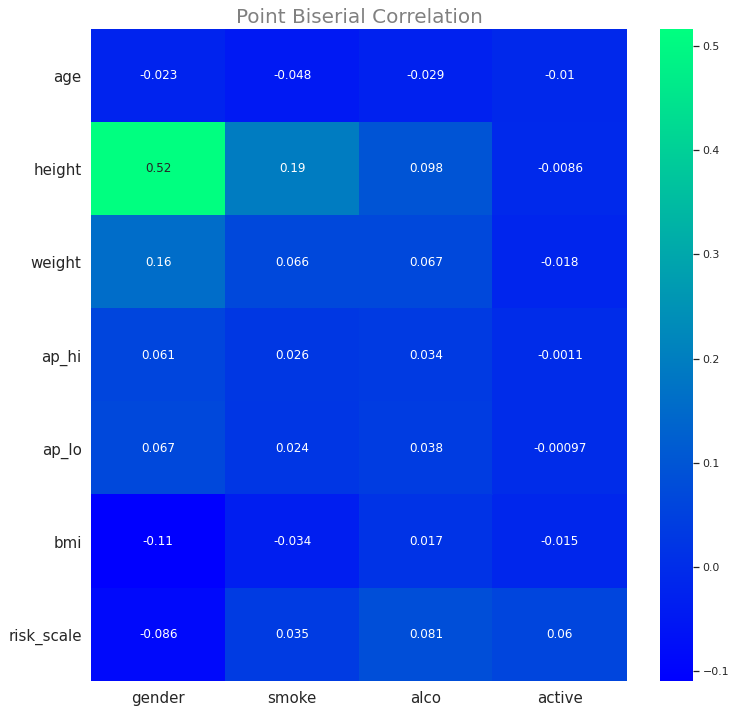 Point Biserial Correlation
age -0.023 -0.048 -0.029 -0.01
height 0.52 0.19 0.098 -0.0086
weight 0.16 0.066 0.067 -0.018
ap_hi 0.061 0.026 0.034 -0.0011
ap_lo 0.067 0.024 0.038 -0.00097
bmi -0.11 -0.034 0.017 -0.015
risk_scale -0.086 0.035 0.081 0.06
gender smoke alco active
0.5
0.4
0.3
0.2
0.1
0.0
−0.1